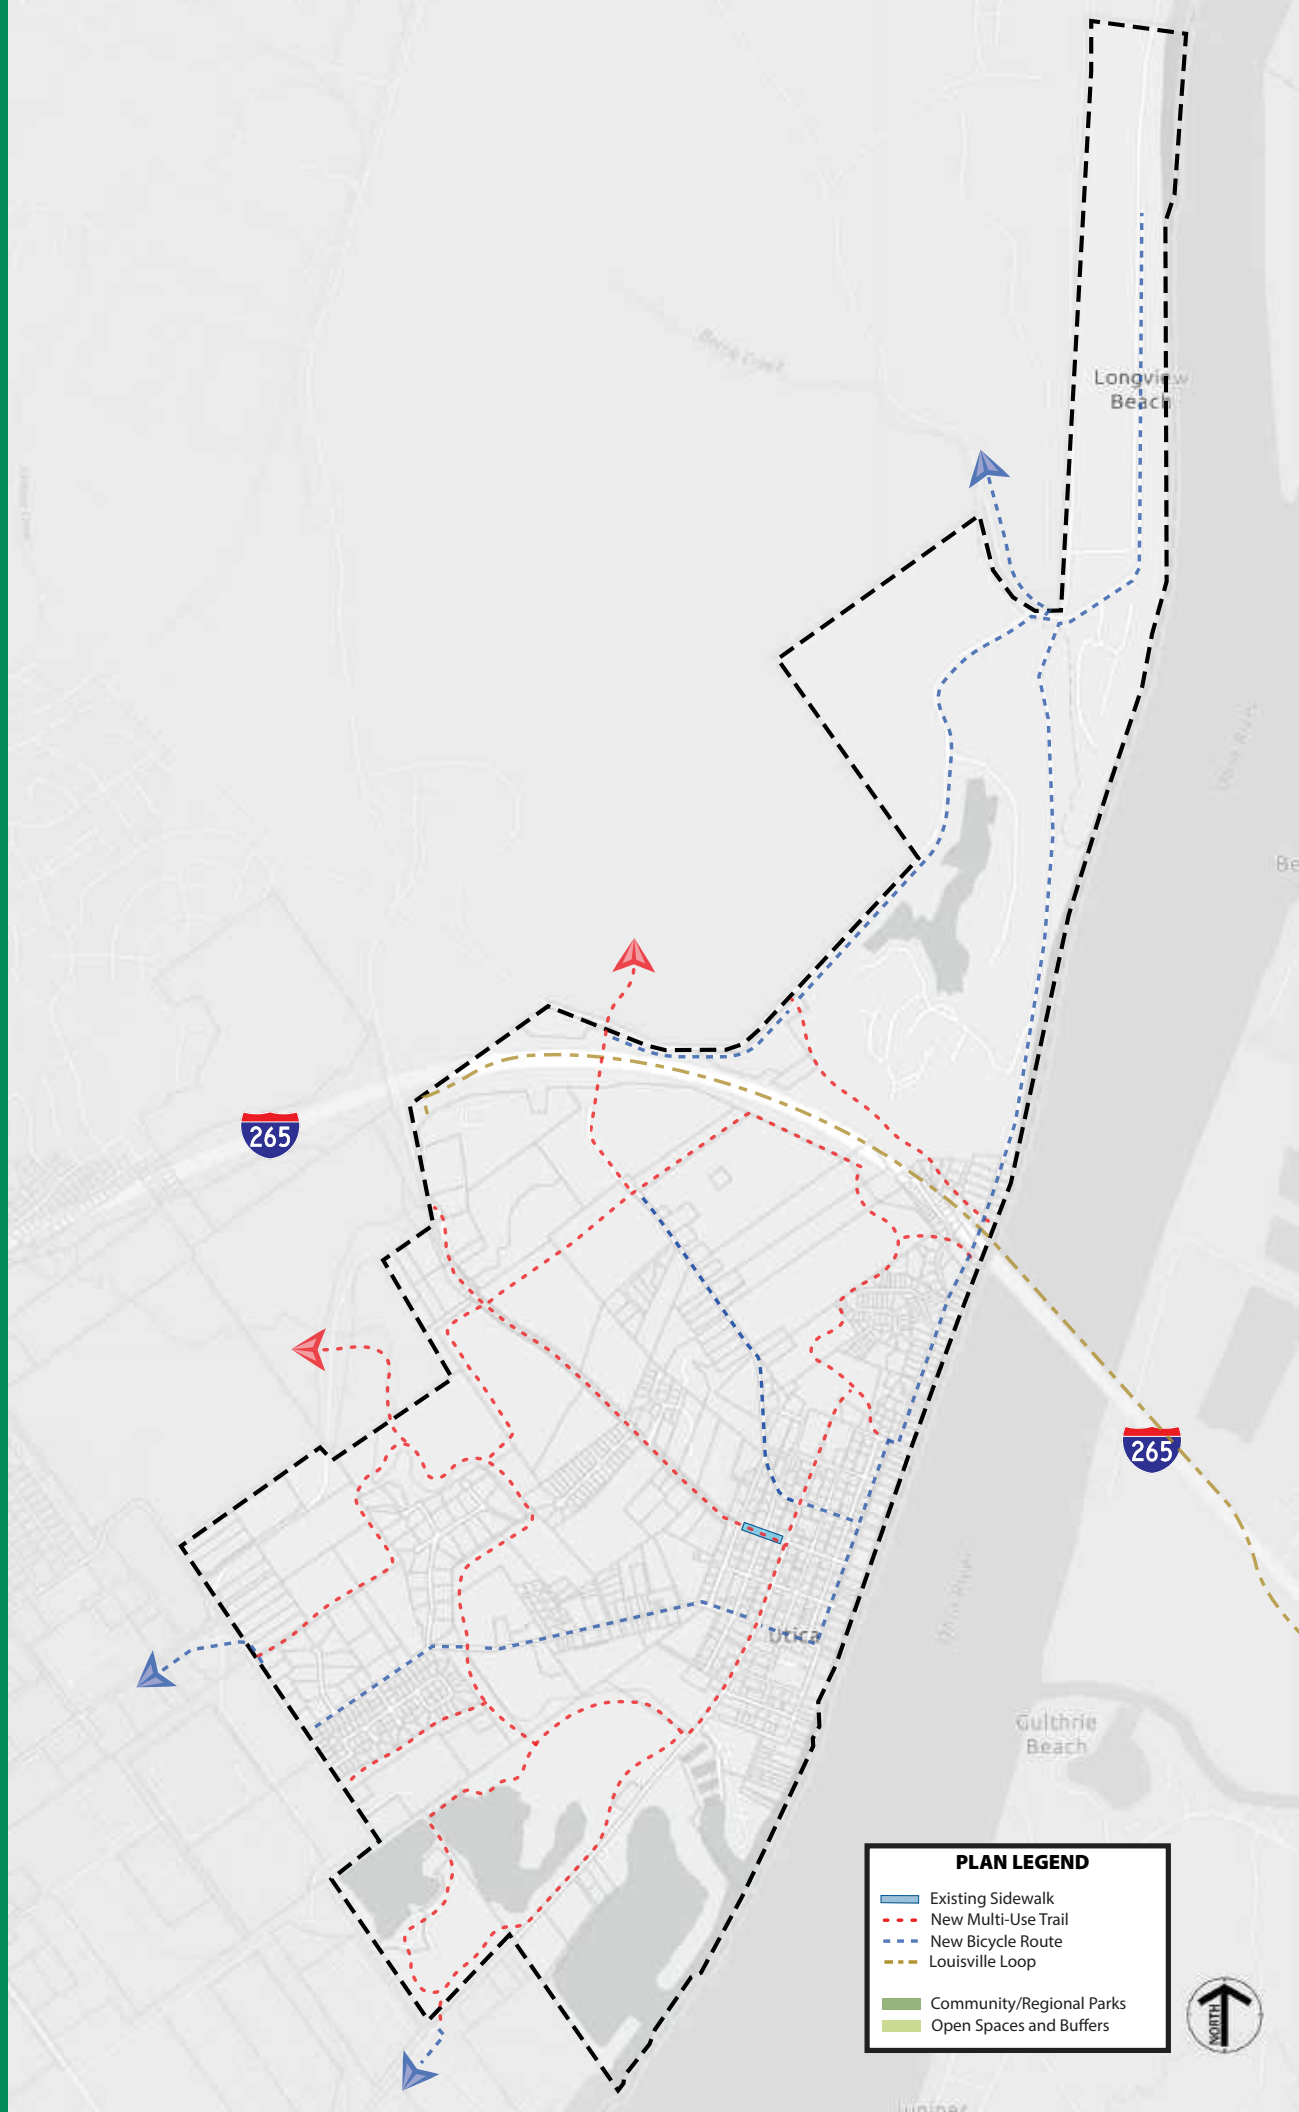 Longview
Beach
265
265
Utica
Gulthrie
Beach
PLAN LEGEND
Existing Sidewalk
New Multi-Use Trail
New Bicycle Route
Louisville Loop
Community/Regional Parks
Open Spaces and Buffers
NORTH